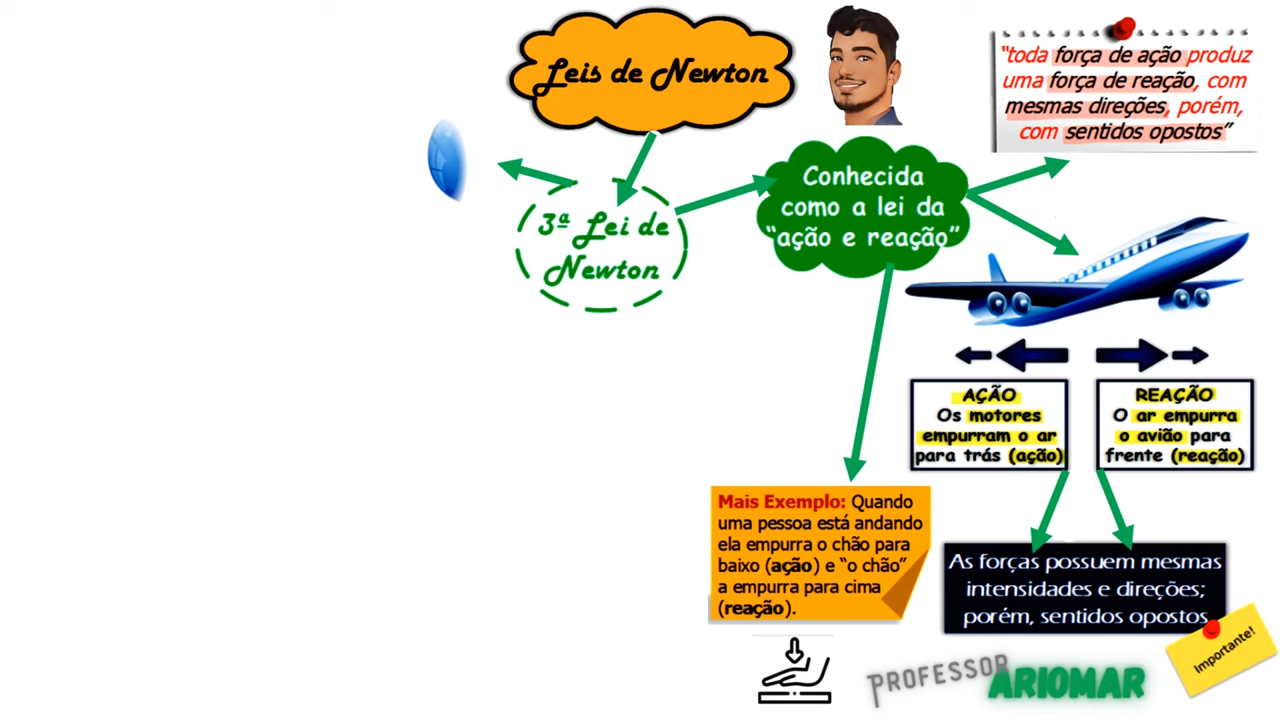 Leis de Newton
“toda força de ação produz
uma força de reação, com
mesmas direções, porém,
com sentidos opostos”
3ª Lei de
Newton
Conhecida
como a lei da
“ação e reação”
AÇÃO
Os motores
empurram o ar
para trás (ação)
REAÇÃO
O ar empurra
o avião para
frente (reação)
Mais Exemplo: Quando
uma pessoa está andando
ela empurra o chão para
baixo (ação) e “o chão”
a empurra para cima
(reação).
As forças possuem mesmas
intensidades e direções;
porém, sentidos opostos.
Importante!
PROFESSOR
ARIOMAR